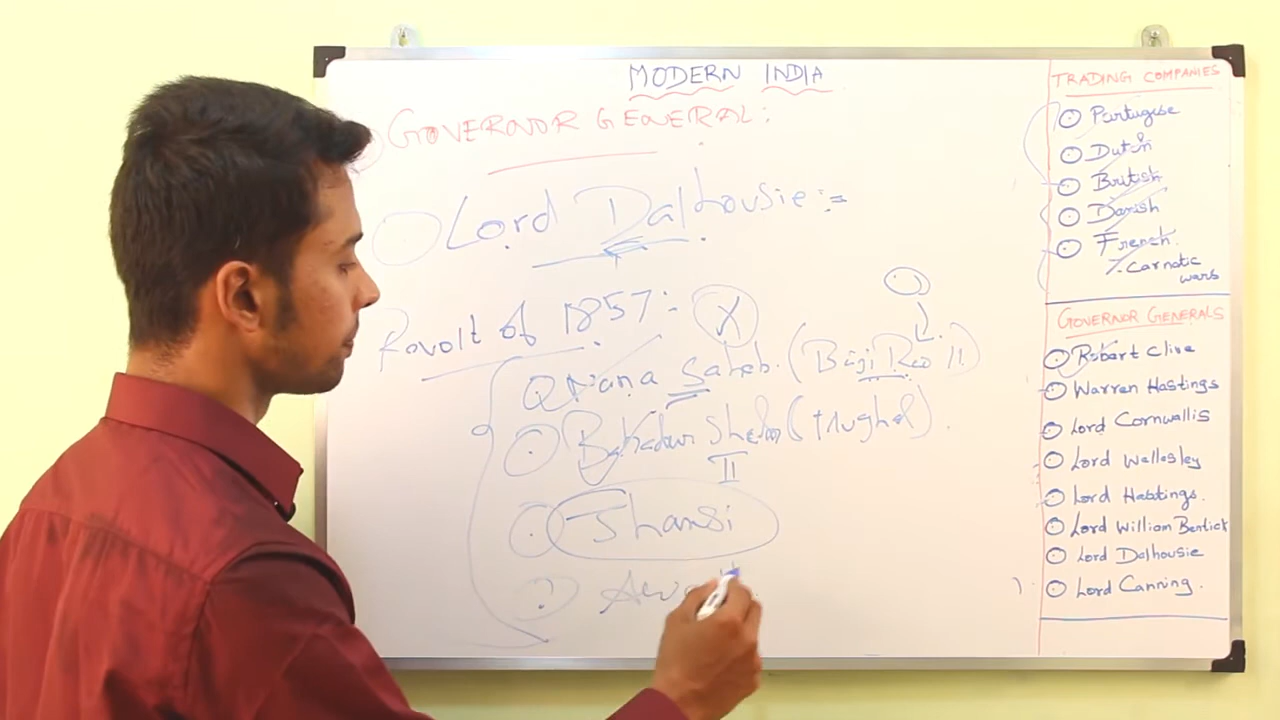 MODERN INDIA
GOVERNOR GENERAL:
Lord Dalhousie :=
Revolt of 1857: X
Nana Saheb. (Baji Rao II)
Bahadur Shah (Mughal).
II
Jhansi
TRADING COMPANIES
Partugise
Dutch
British
Danish
French.
Carnatic
wars
GOVERNOR GENERALS
Robert Clive
Warren Hastings
Lord Cornwallis
Lord Wellesley
Lord Hastings.
Lord William Bentick
Lord Dalhousie
Lord Canning.